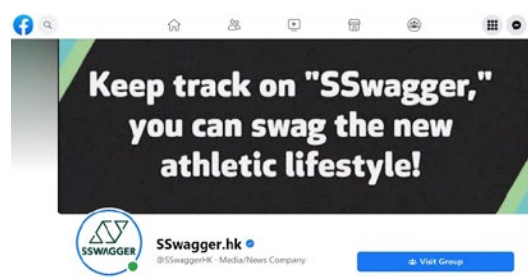 Keep track on "SSwagger,"
you can swag the new
athletic lifestyle!
SSWAGGER
SSwagger.hk
@SSwaggerHK · Media/News Company
Visit Group